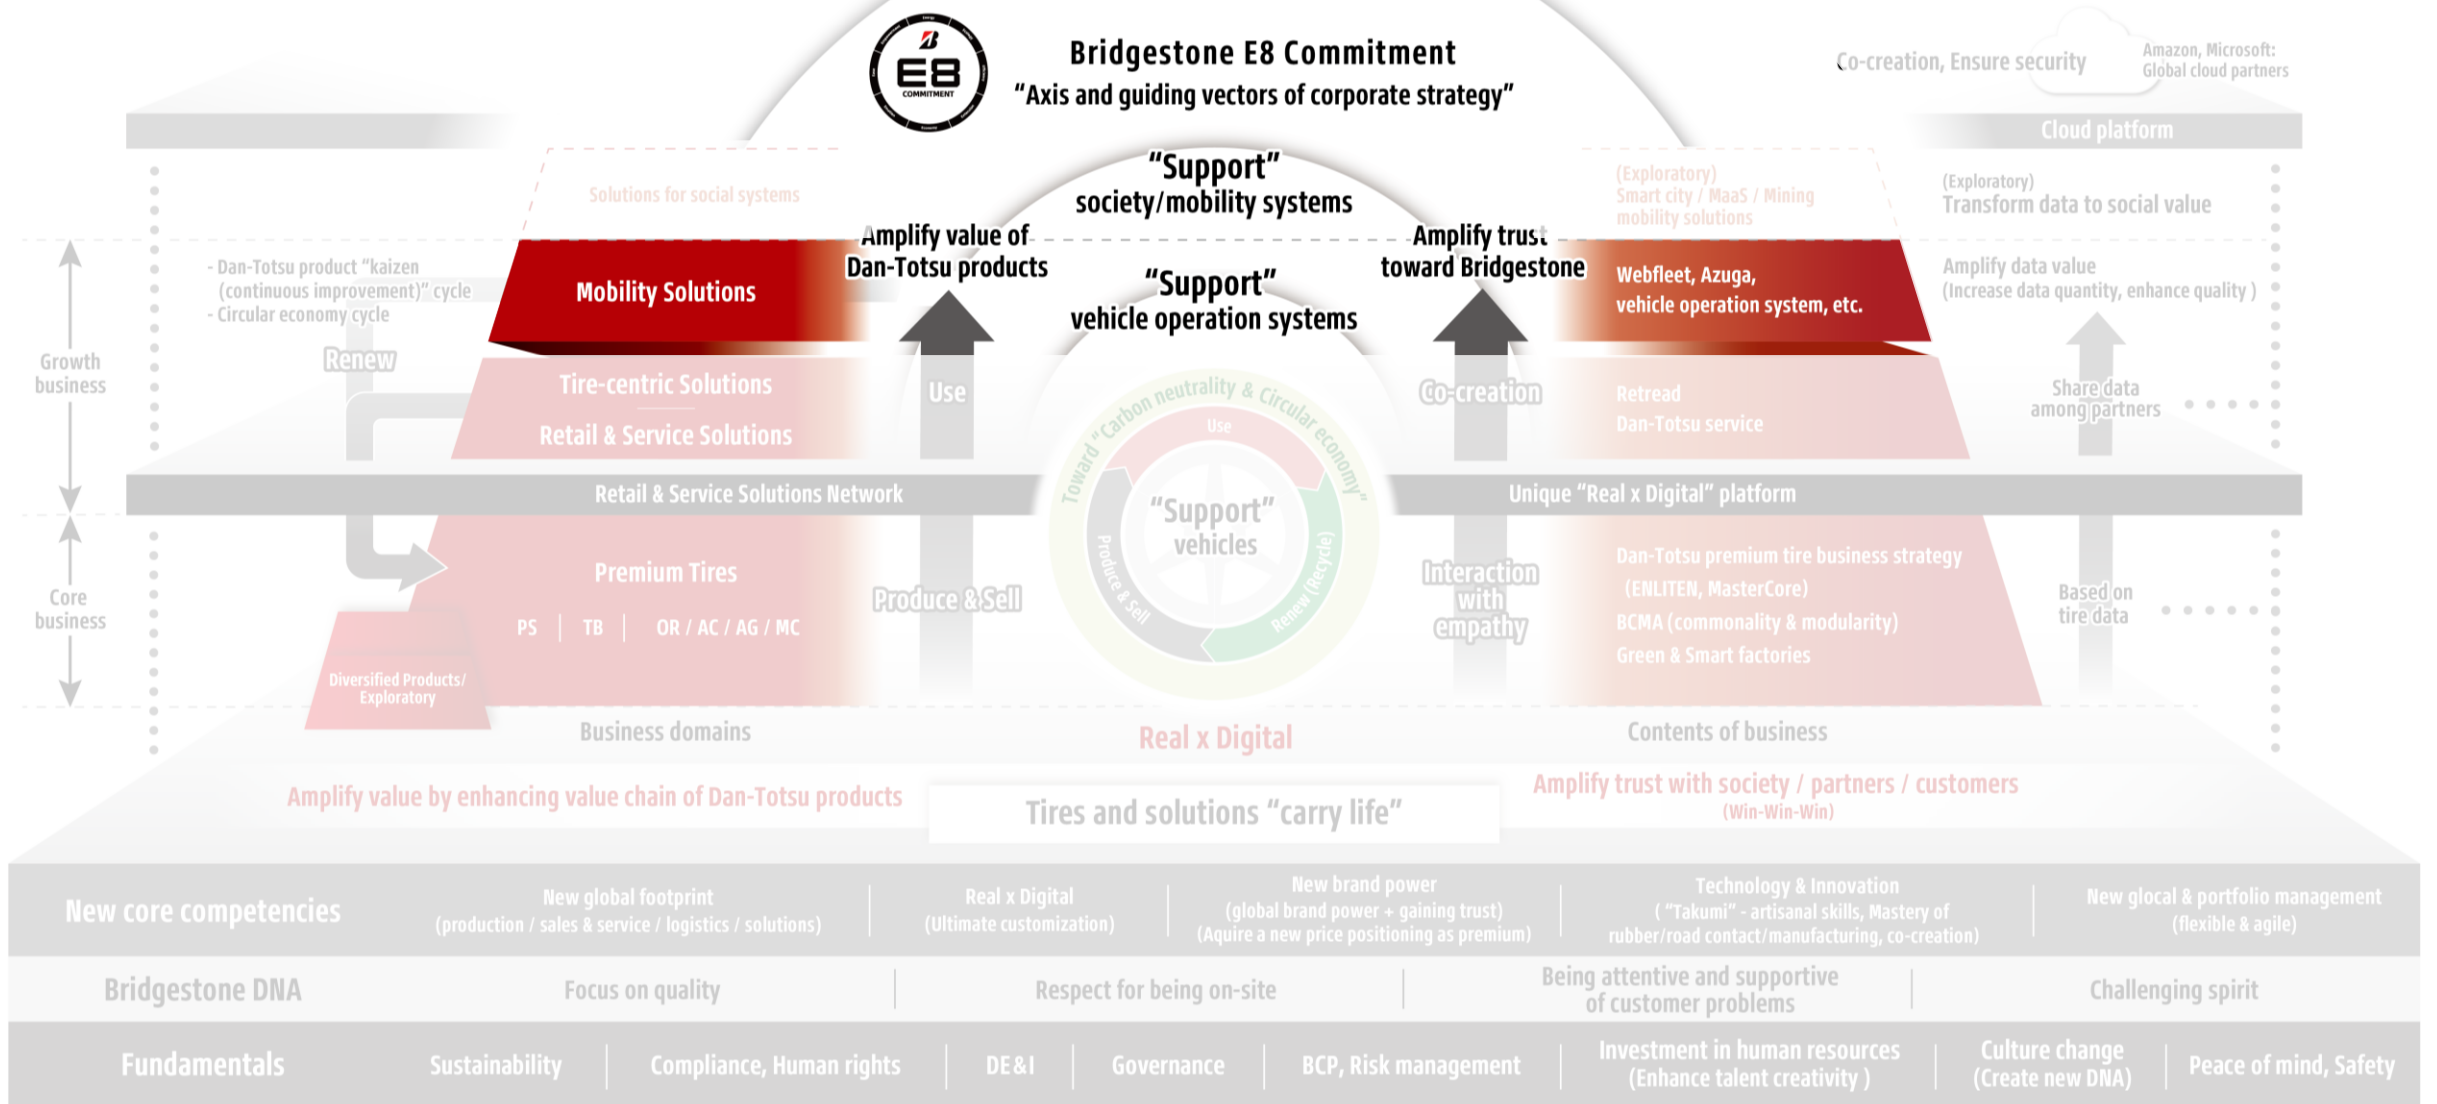 E8
COMMITMENT
Bridgestone E8 Commitment
“Axis and guiding vectors of corporate strategy”
Co-creation, Ensure security
Amazon, Microsoft:
Global cloud partners
Cloud platform
“Support”
society/mobility systems
Solutions for social systems
(Exploratory)
Smart city / MaaS / Mining
mobility solutions
(Exploratory)
Transform data to social value
Amplify value of
Dan-Totsu products
Amplify trust
toward Bridgestone
- Dan-Totsu product “kaizen
(continuous improvement)” cycle
- Circular economy cycle
Mobility Solutions
“Support”
vehicle operation systems
Webfleet, Azuga,
vehicle operation system, etc.
Amplify data value
(Increase data quantity, enhance quality )
Growth
business
Renew
Tire-centric Solutions
Retail & Service Solutions
Use
Co-creation
Retread
Dan-Totsu service
Share data
among partners
Toward “Carbon neutrality & Circular economy”
Use
Produce & Sell
Renew (Recycle)
“Support”
vehicles
Retail & Service Solutions Network
Unique “Real x Digital” platform
Core
business
Premium Tires
PS
TB
OR / AC / AG / MC
Produce & Sell
Interaction
with
empathy
Dan-Totsu premium tire business strategy
(ENLITEN, MasterCore)
BCMA (commonality & modularity)
Green & Smart factories
Based on
tire data
Diversified Products/
Exploratory
Business domains
Real x Digital
Contents of business
Amplify value by enhancing value chain of Dan-Totsu products
Tires and solutions “carry life”
Amplify trust with society / partners / customers
(Win-Win-Win)
New core competencies
New global footprint
(production / sales & service / logistics / solutions)
Real x Digital
(Ultimate customization)
New brand power
(global brand power + gaining trust)
(Aquire a new price positioning as premium)
Technology & Innovation
( “Takumi” - artisanal skills, Mastery of
rubber/road contact/manufacturing, co-creation)
New glocal & portfolio management
(flexible & agile)
Bridgestone DNA
Focus on quality
Respect for being on-site
Being attentive and supportive
of customer problems
Challenging spirit
Fundamentals
Sustainability
Compliance, Human rights
DE&I
Governance
BCP, Risk management
Investment in human resources
(Enhance talent creativity )
Culture change
(Create new DNA)
Peace of mind, Safety